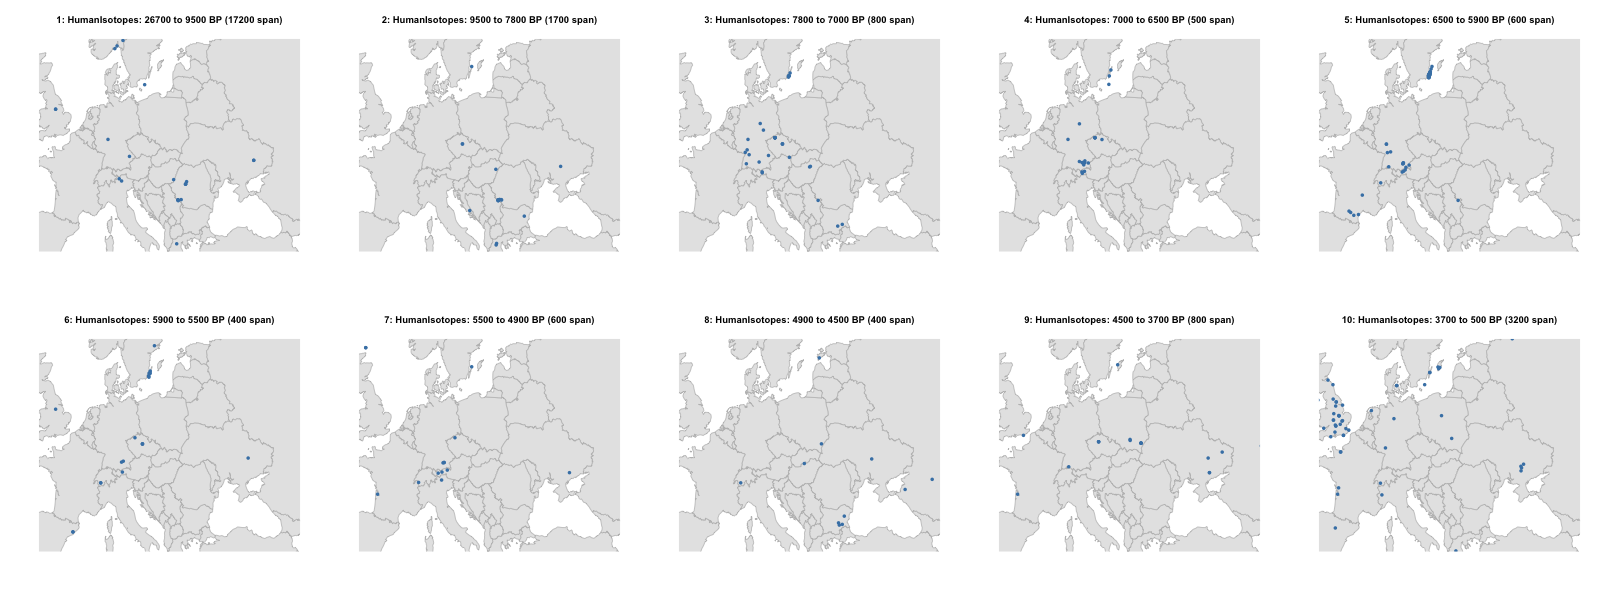 1: HumanIsotopes: 26700 to 9500 BP (17200 span)
2: HumanIsotopes: 9500 to 7800 BP (1700 span)
3: HumanIsotopes: 7800 to 7000 BP (800 span)
4: HumanIsotopes: 7000 to 6500 BP (500 span)
5: HumanIsotopes: 6500 to 5900 BP (600 span)
6: HumanIsotopes: 5900 to 5500 BP (400 span)
7: HumanIsotopes: 5500 to 4900 BP (600 span)
8: HumanIsotopes: 4900 to 4500 BP (400 span)
9: HumanIsotopes: 4500 to 3700 BP (800 span)
10: HumanIsotopes: 3700 to 500 BP (3200 span)